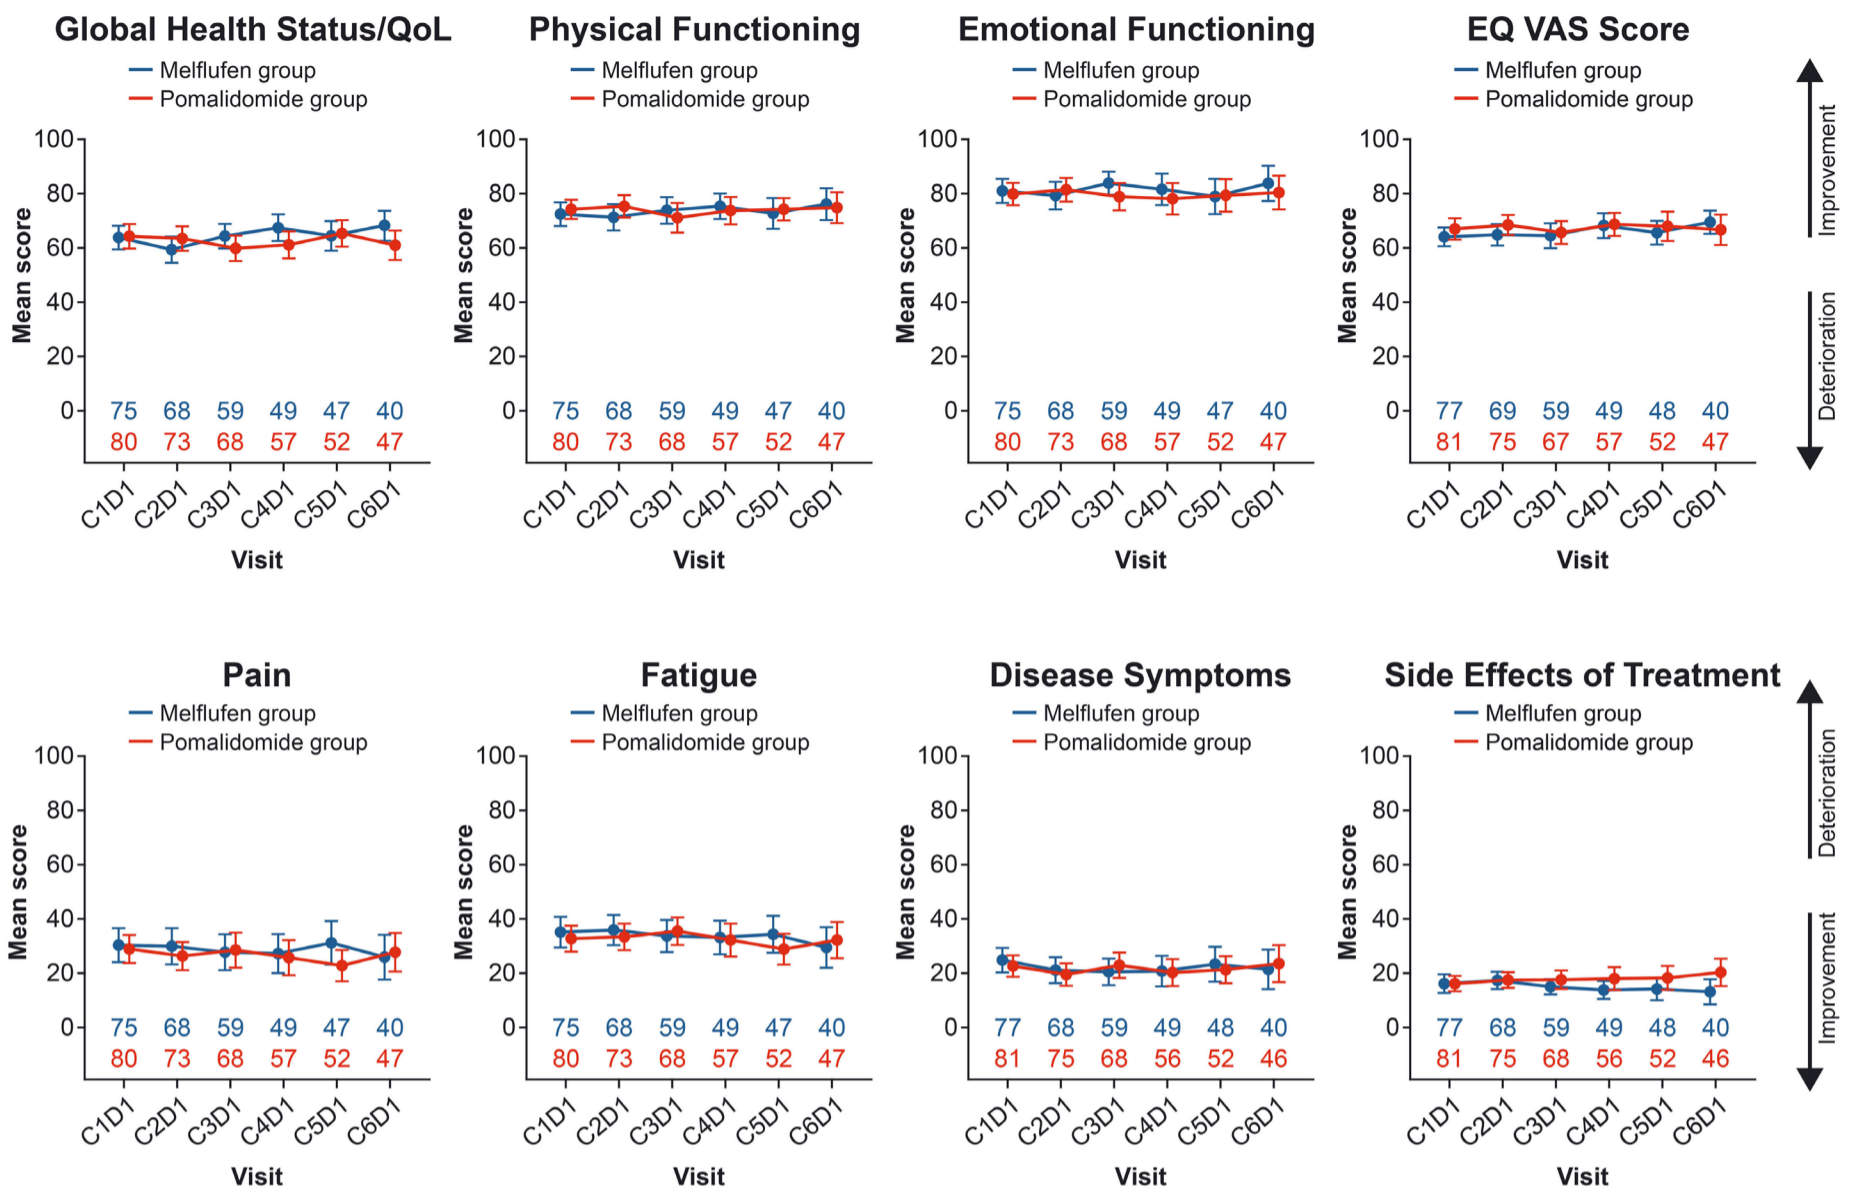 Global Health Status/QoL
Melflufen group
Pomalidomide group
Mean score
100
80
60
40
20
0
75 68 59 49 47 40
80 73 68 57 52 47
C1D1 C2D1 C3D1 C4D1 C5D1 C6D1
Visit
Physical Functioning
Melflufen group
Pomalidomide group
Mean score
100
80
60
40
20
0
75 68 59 49 47 40
80 73 68 57 52 47
C1D1 C2D1 C3D1 C4D1 C5D1 C6D1
Visit
Emotional Functioning
Melflufen group
Pomalidomide group
Mean score
100
80
60
40
20
0
75 68 59 49 47 40
80 73 68 57 52 47
C1D1 C2D1 C3D1 C4D1 C5D1 C6D1
Visit
EQ VAS Score
Melflufen group
Pomalidomide group
Mean score
100
80
60
40
20
0
77 69 59 49 48 40
81 75 67 57 52 47
C1D1 C2D1 C3D1 C4D1 C5D1 C6D1
Visit
Improvement
Deterioration
Pain
Melflufen group
Pomalidomide group
Mean score
100
80
60
40
20
0
75 68 59 49 47 40
80 73 68 57 52 47
C1D1 C2D1 C3D1 C4D1 C5D1 C6D1
Visit
Fatigue
Melflufen group
Pomalidomide group
Mean score
100
80
60
40
20
0
75 68 59 49 47 40
80 73 68 57 52 47
C1D1 C2D1 C3D1 C4D1 C5D1 C6D1
Visit
Disease Symptoms
Melflufen group
Pomalidomide group
Mean score
100
80
60
40
20
0
77 68 59 49 48 40
81 75 68 56 52 46
C1D1 C2D1 C3D1 C4D1 C5D1 C6D1
Visit
Side Effects of Treatment
Melflufen group
Pomalidomide group
Mean score
100
80
60
40
20
0
77 68 59 49 48 40
81 75 68 56 52 46
C1D1 C2D1 C3D1 C4D1 C5D1 C6D1
Visit
Deterioration
Improvement